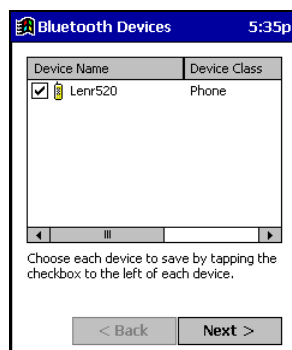 Bluetooth Devices 5:35p
Device Name Device Class
Lenr520 Phone
Choose each device to save by tapping the
checkbox to the left of each device.
< Back Next >